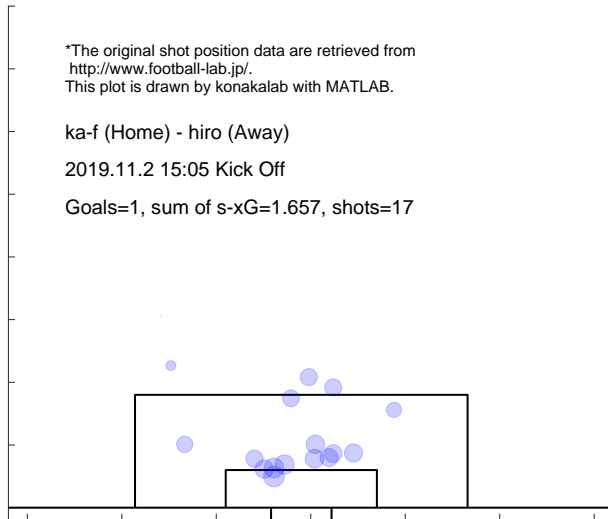 *The original shot position data are retrieved from
http://www.football-lab.jp/.
This plot is drawn by konakalab with MATLAB.
ka-f (Home) - hiro (Away)
2019.11.2 15:05 Kick Off
Goals=1, sum of s-xG=1.657, shots=17